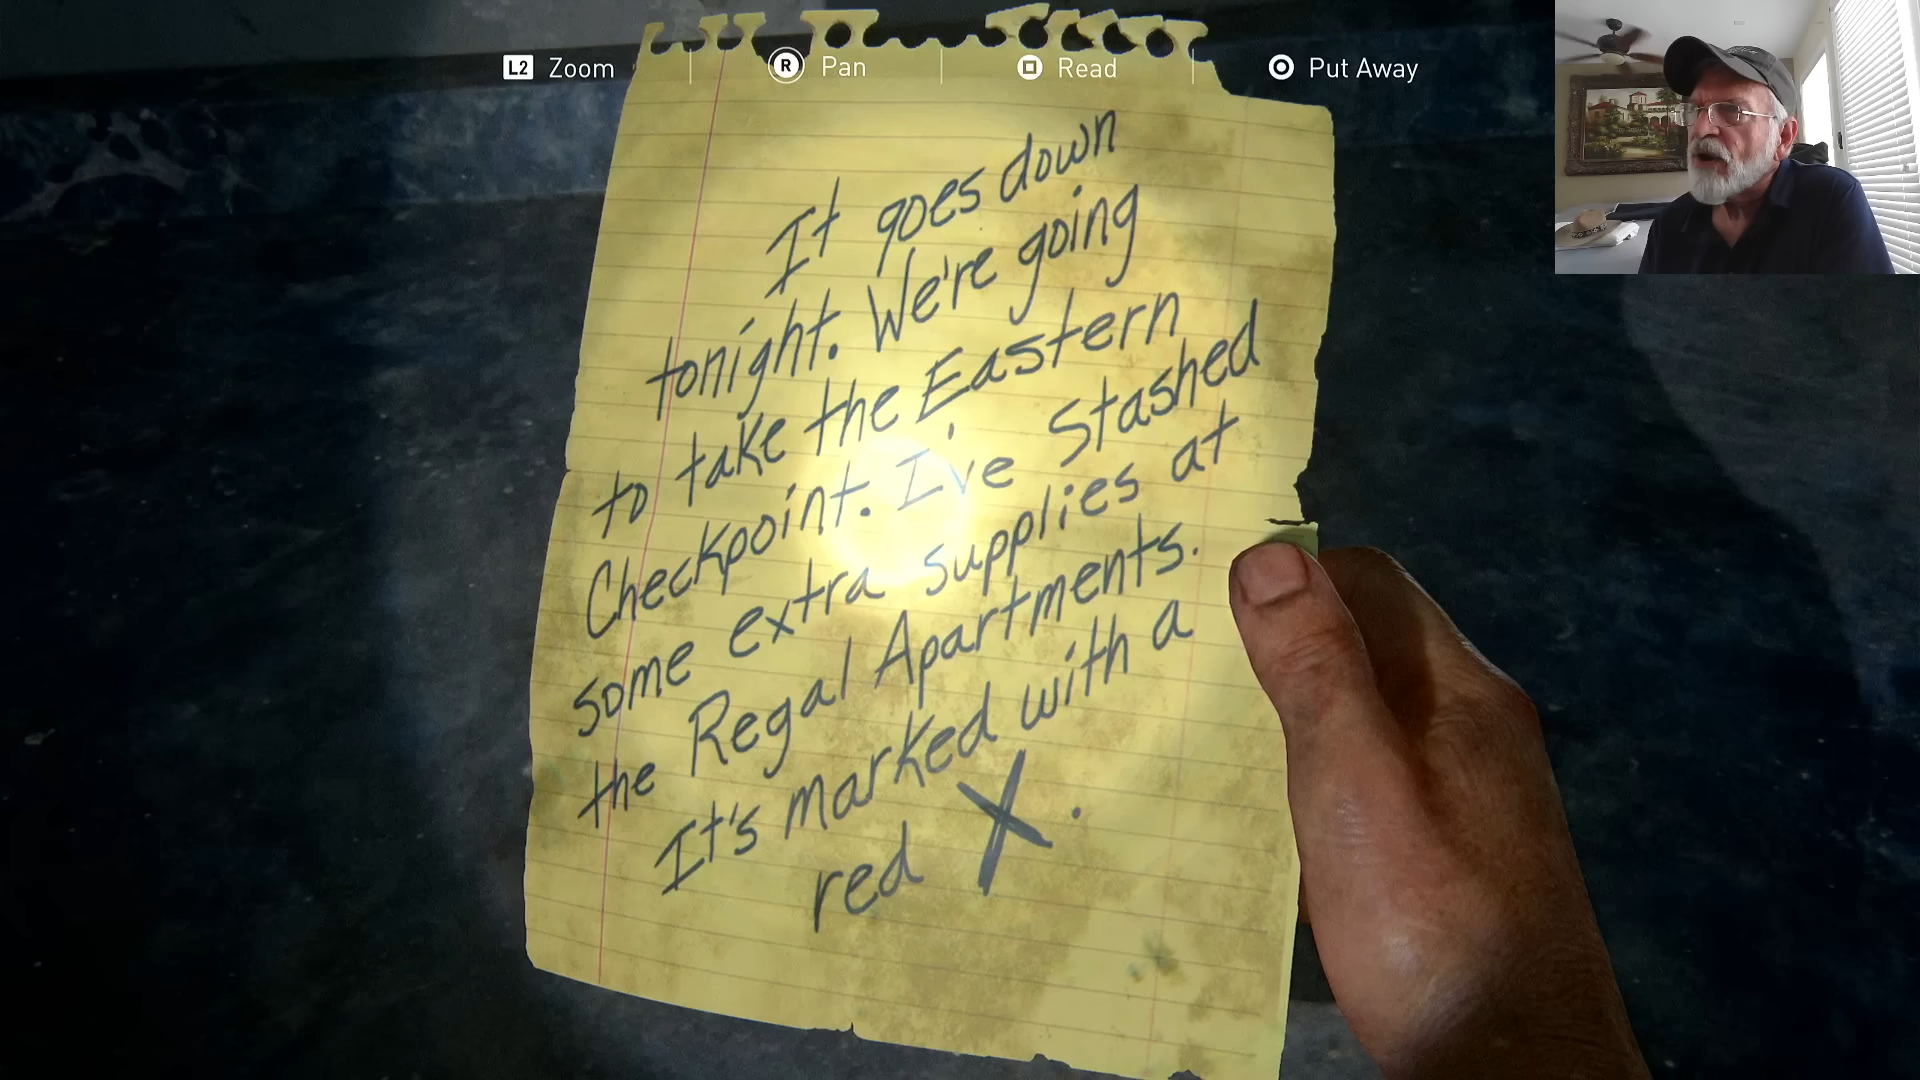 L2 Zoom R Pan Read Put Away
It goes down
tonight. We're going
to take the Eastern
Checkpoint. I've Stashed
some extra supplies at
the Regal Apartments.
It's marked with a
red X.